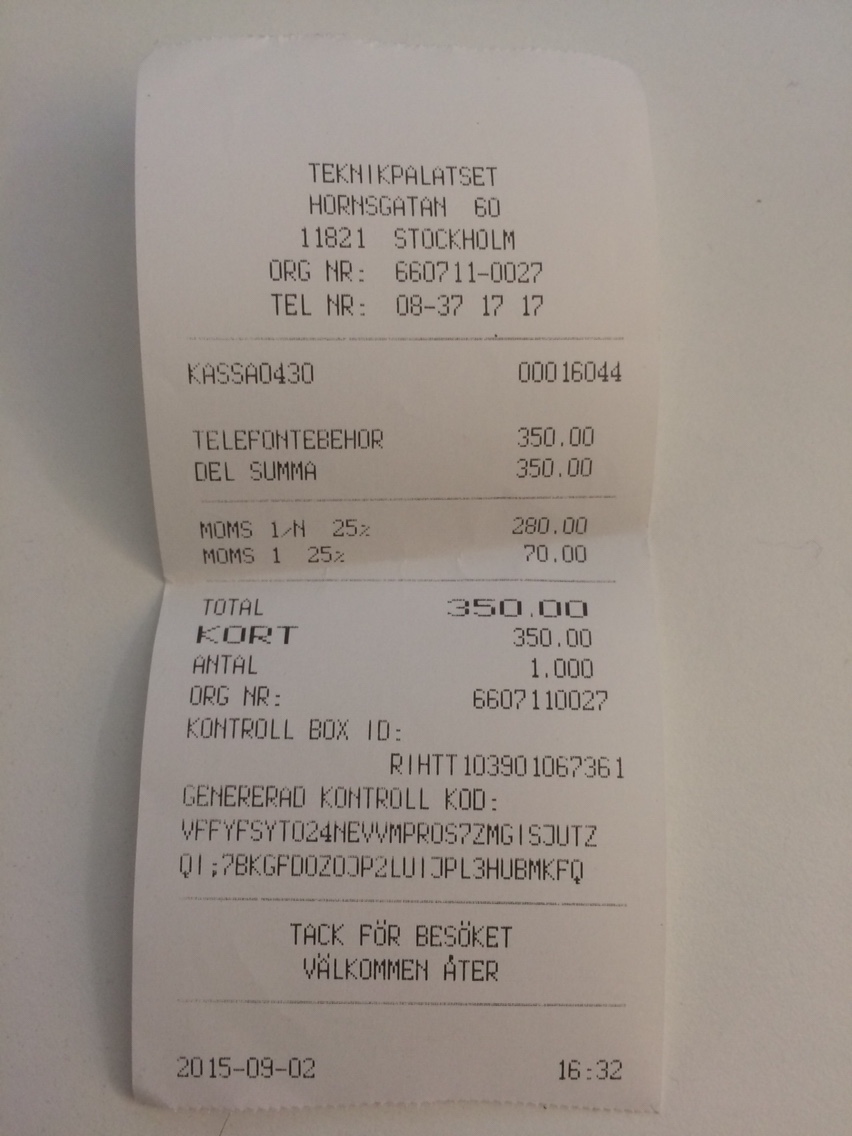 TEKNIKPALATSET
HORNSGATAN 60
11821 STOCKHOLM
ORG NR: 660711-0027
TEL NR: 08-37 17 17
KASSA0430 00016044
TELEFONTEBEHOR 350.00
DEL SUMMA 350.00
MOMS 1/N 25% 280.00
MOMS 1 25% 70.00
TOTAL 350.00
KORT 350.00
ANTAL 1.000
ORG NR: 6607110027
KONTROLL BOX ID:
RIHTT103901067361
GENERERAD KONTROLL KOD:
VFFYFSYTO24NEVVMPROS7ZMGISJUTZ
QI;7BKGFDOZOJP2LUIJPL3HUBMKFQ
TACK FÖR BESÖKET
VÄLKOMMEN ÅTER
2015-09-02 16:32